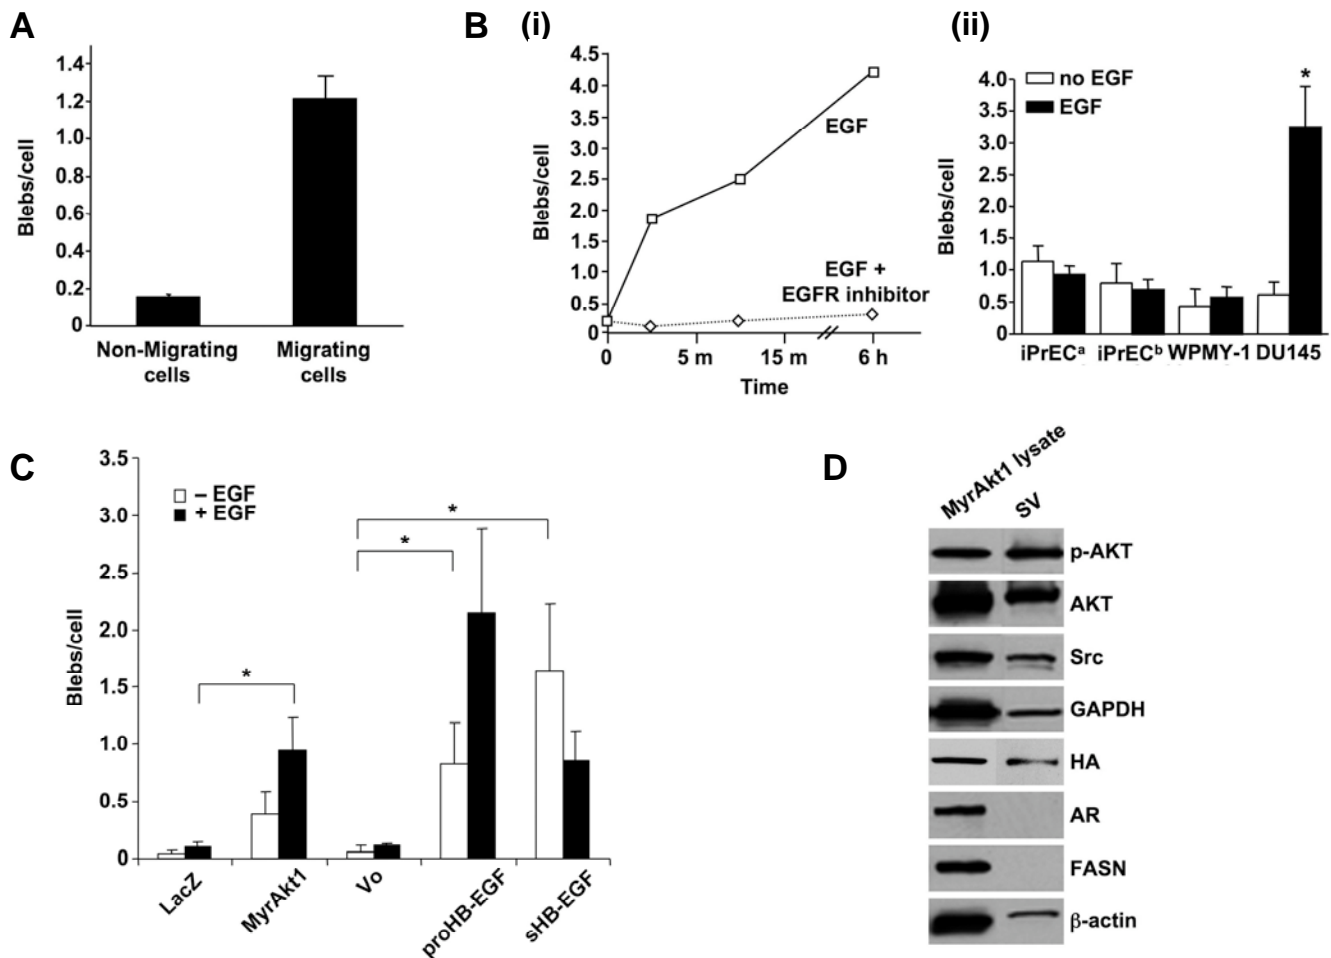 A
B
(i)
(ii)
Blebs/cell
1.4
1.2
1.0
0.8
0.6
0.4
0.2
0
Non-Migrating
cells
Migrating
cells
Blebs/cell
4.5
4.0
3.5
3.0
2.5
2.0
1.5
1.0
0.5
0
EGF
EGF +
EGFR inhibitor
0
5 m
15 m
6 h
Time
Blebs/cell
4.0
3.5
3.0
2.5
2.0
1.5
1.0
0.5
0
no EGF
EGF
*
iPrECᵃ
iPrECᵇ
WPMY-1
DU145
C
Blebs/cell
3.5
3.0
2.5
2.0
1.5
1.0
0.5
0
– EGF
+ EGF
*
*
*
LacZ
MyrAkt1
Vo
proHB-EGF
sHB-EGF
D
MyrAkt1 lysate
SV
p-AKT
AKT
Src
GAPDH
HA
AR
FASN
β-actin